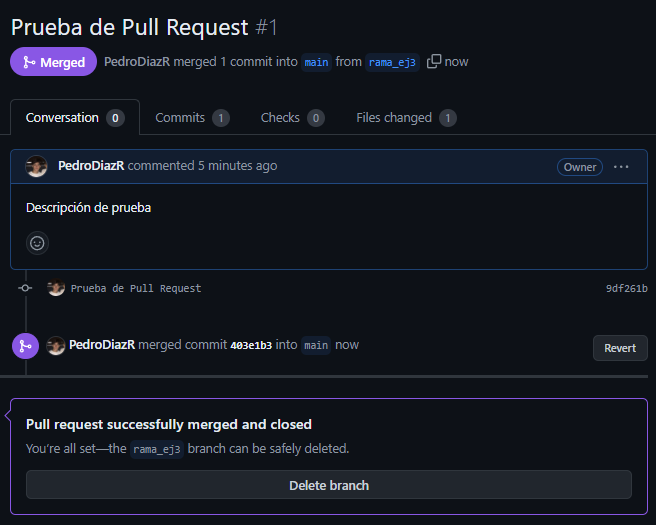 Prueba de Pull Request #1
Merged PedroDiazR merged 1 commit into main from rama_ej3 now
Conversation 0 Commits 1 Checks 0 Files changed 1
PedroDiazR commented 5 minutes ago Owner ...
Descripción de prueba
Prueba de Pull Request 9df261b
PedroDiazR merged commit 403e1b3 into main now Revert
Pull request successfully merged and closed
You're all set—the rama_ej3 branch can be safely deleted.
Delete branch